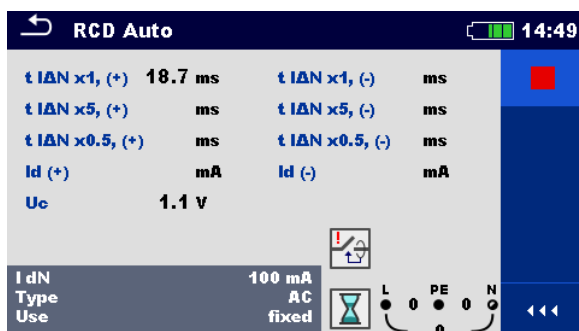 RCD Auto 14:49
t IΔN x1, (+) 18.7 ms t IΔN x1, (-) ms
t IΔN x5, (+) ms t IΔN x5, (-) ms
t IΔN x0.5, (+) ms t IΔN x0.5, (-) ms
Id (+) mA Id (-) mA
Uc 1.1 V
I dN 100 mA
Type AC
Use fixed
L PE N
0 0
0